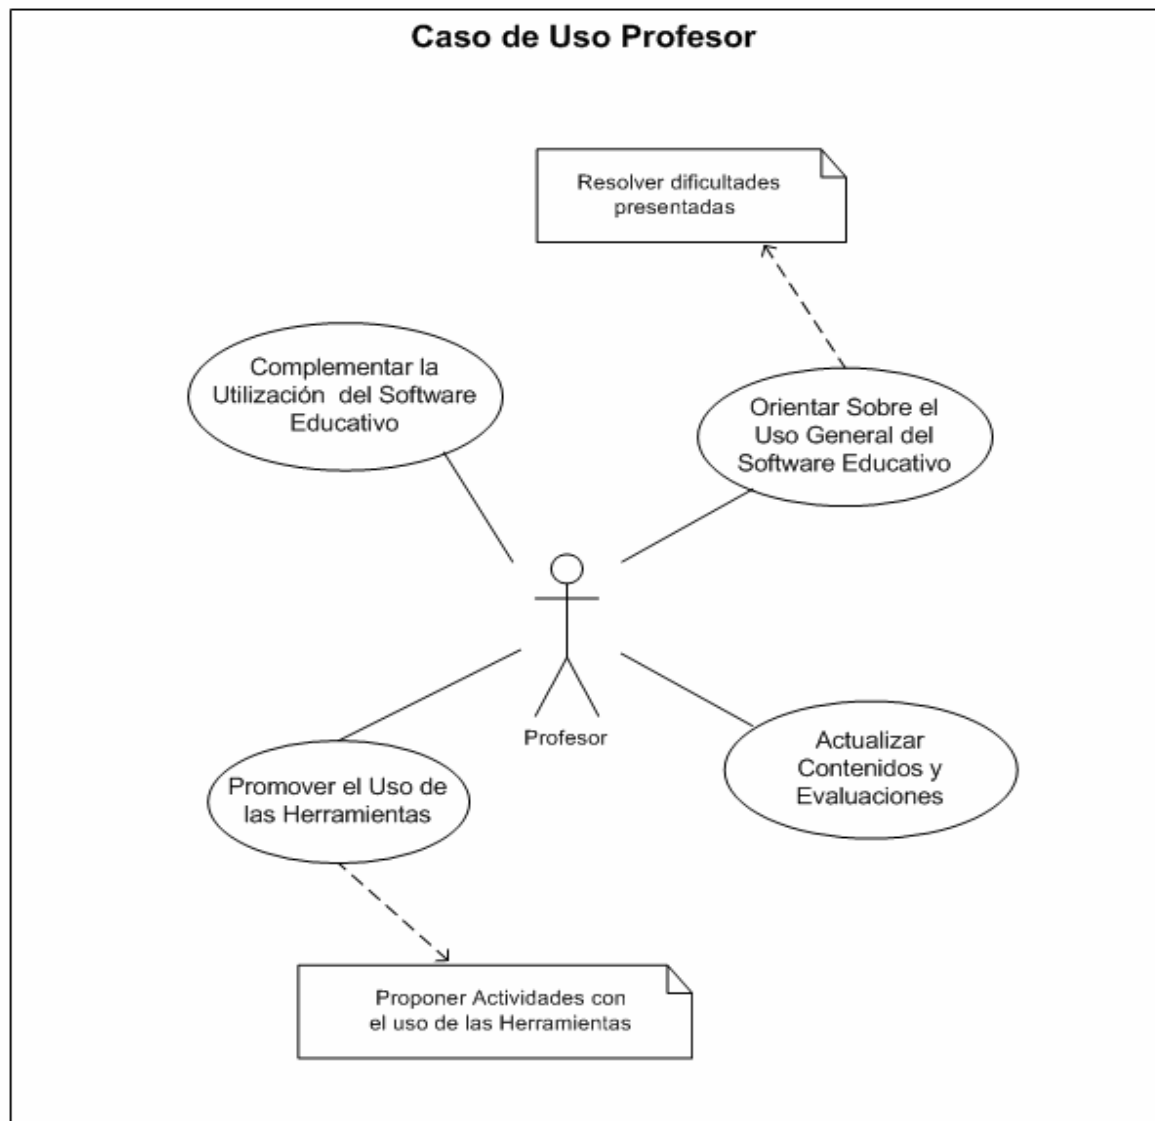 Caso de Uso Profesor
Resolver dificultades
presentadas
Complementar la
Utilización del Software
Educativo
Orientar Sobre el
Uso General del
Software Educativo
Profesor
Promover el Uso de
las Herramientas
Actualizar
Contenidos y
Evaluaciones
Proponer Actividades con
el uso de las Herramientas